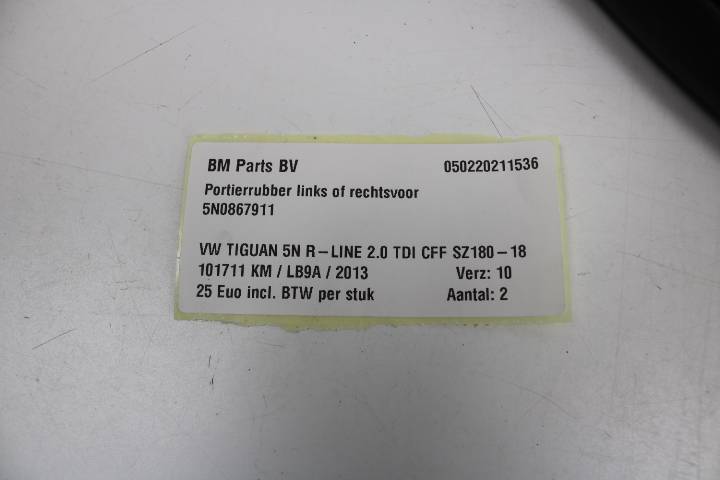 BM Parts BV 050220211536
Portierrubber links of rechtsvoor
5N0867911
VW TIGUAN 5N R-LINE 2.0 TDI CFF SZ180-18
101711 KM / LB9A / 2013 Verz: 10
25 Euo incl. BTW per stuk Aantal: 2